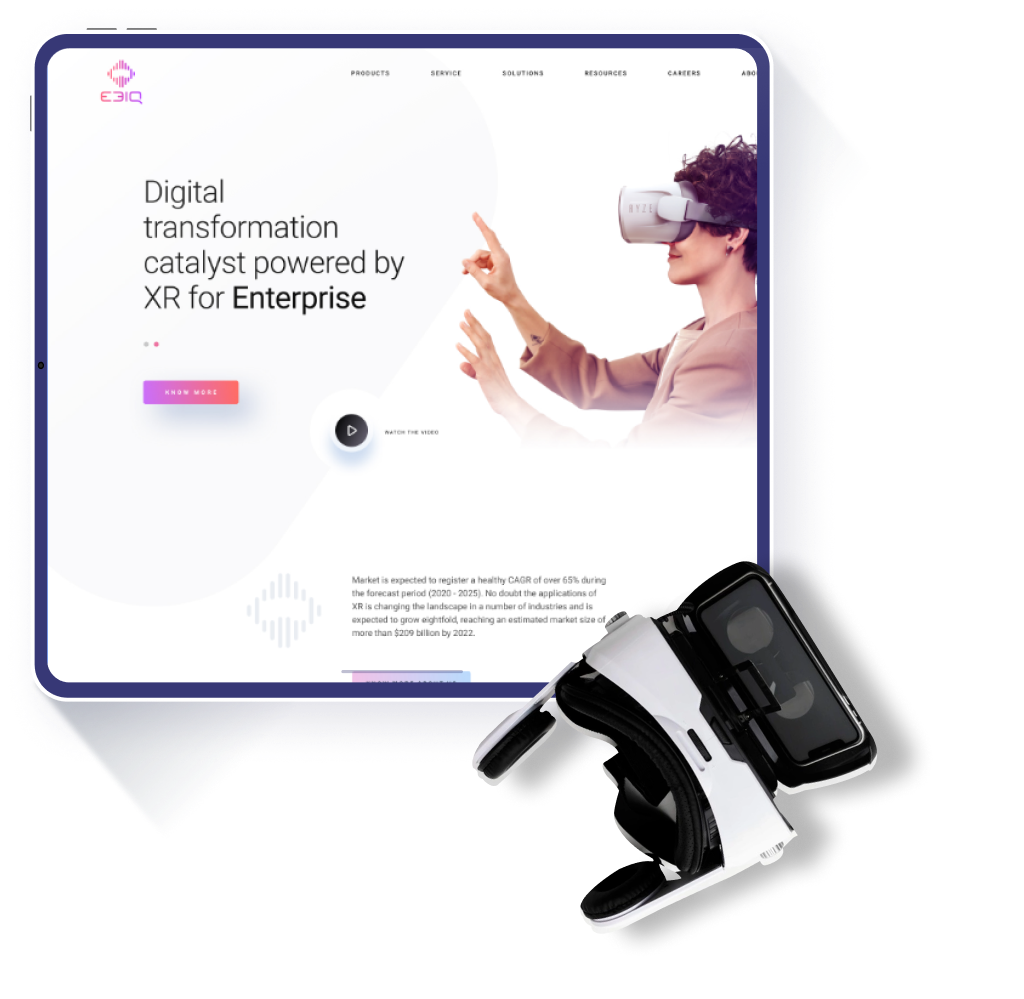 E3IQ
PRODUCTS SERVICE SOLUTIONS RESOURCES CAREERS ABO
Digital
transformation
catalyst powered by
XR for Enterprise
KNOW MORE
WATCH THE VIDEO
Market is expected to register a healthy CAGR of over 65% during
the forecast period (2020 - 2025). No doubt the applications of
XR is changing the landscape in a number of industries and is
expected to grow eightfold, reaching an estimated market size of
more than $209 billion by 2022.